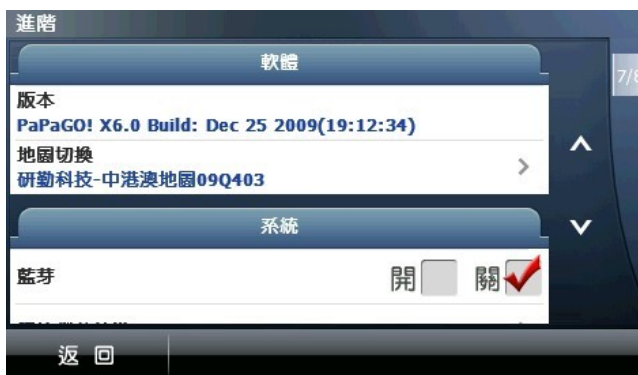 進階
軟體
7/8
版本
PaPaGO! X6.0 Build: Dec 25 2009(19:12:34)
地圖切換
研勤科技-中港澳地圖09Q403
系統
藍芽
開
關
返回